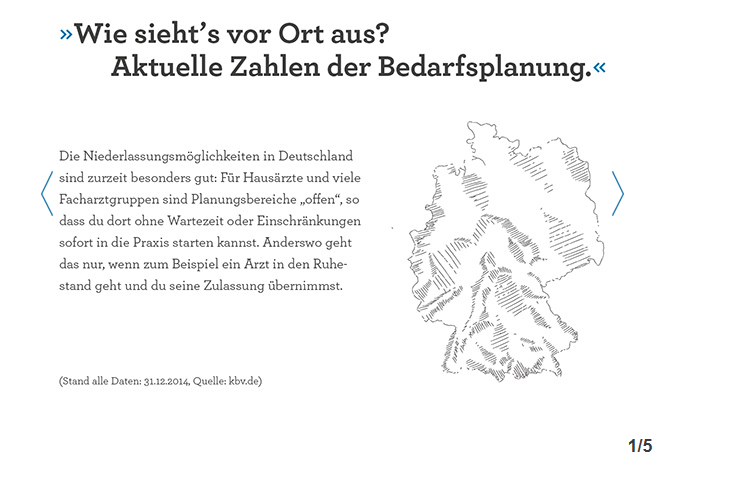 »Wie sieht’s vor Ort aus?
Aktuelle Zahlen der Bedarfsplanung.«
Die Niederlassungsmöglichkeiten in Deutschland
sind zurzeit besonders gut: Für Hausärzte und viele
Facharztgruppen sind Planungsbereiche „offen“, so
dass du dort ohne Wartezeit oder Einschränkungen
sofort in die Praxis starten kannst. Anderswo geht
das nur, wenn zum Beispiel ein Arzt in den Ruhe-
stand geht und du seine Zulassung übernimmst.
(Stand alle Daten: 31.12.2014, Quelle: kbv.de)
1/5